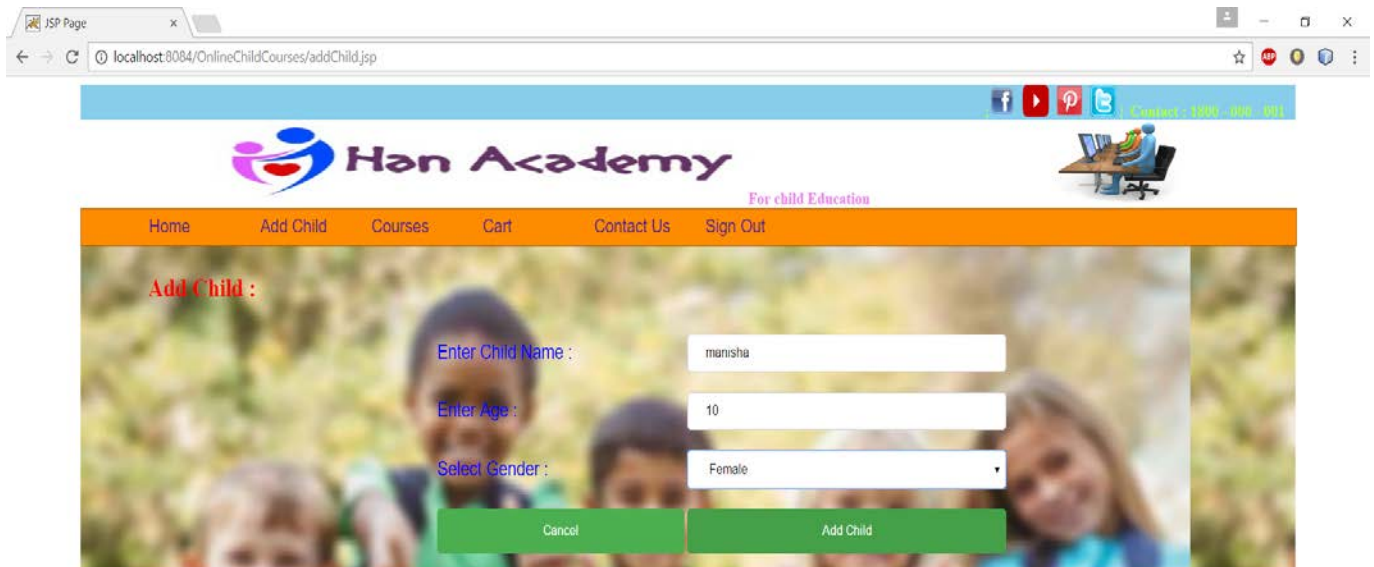 JSP Page
localhost:8084/OnlineChildCourses/addChild.jsp
ABP
Contact : 1800 - 000 - 001
Han Academy
For child Education
Home Add Child Courses Cart Contact Us Sign Out
Add Child :
Enter Child Name : manisha
Enter Age : 10
Select Gender : Female
Cancel Add Child